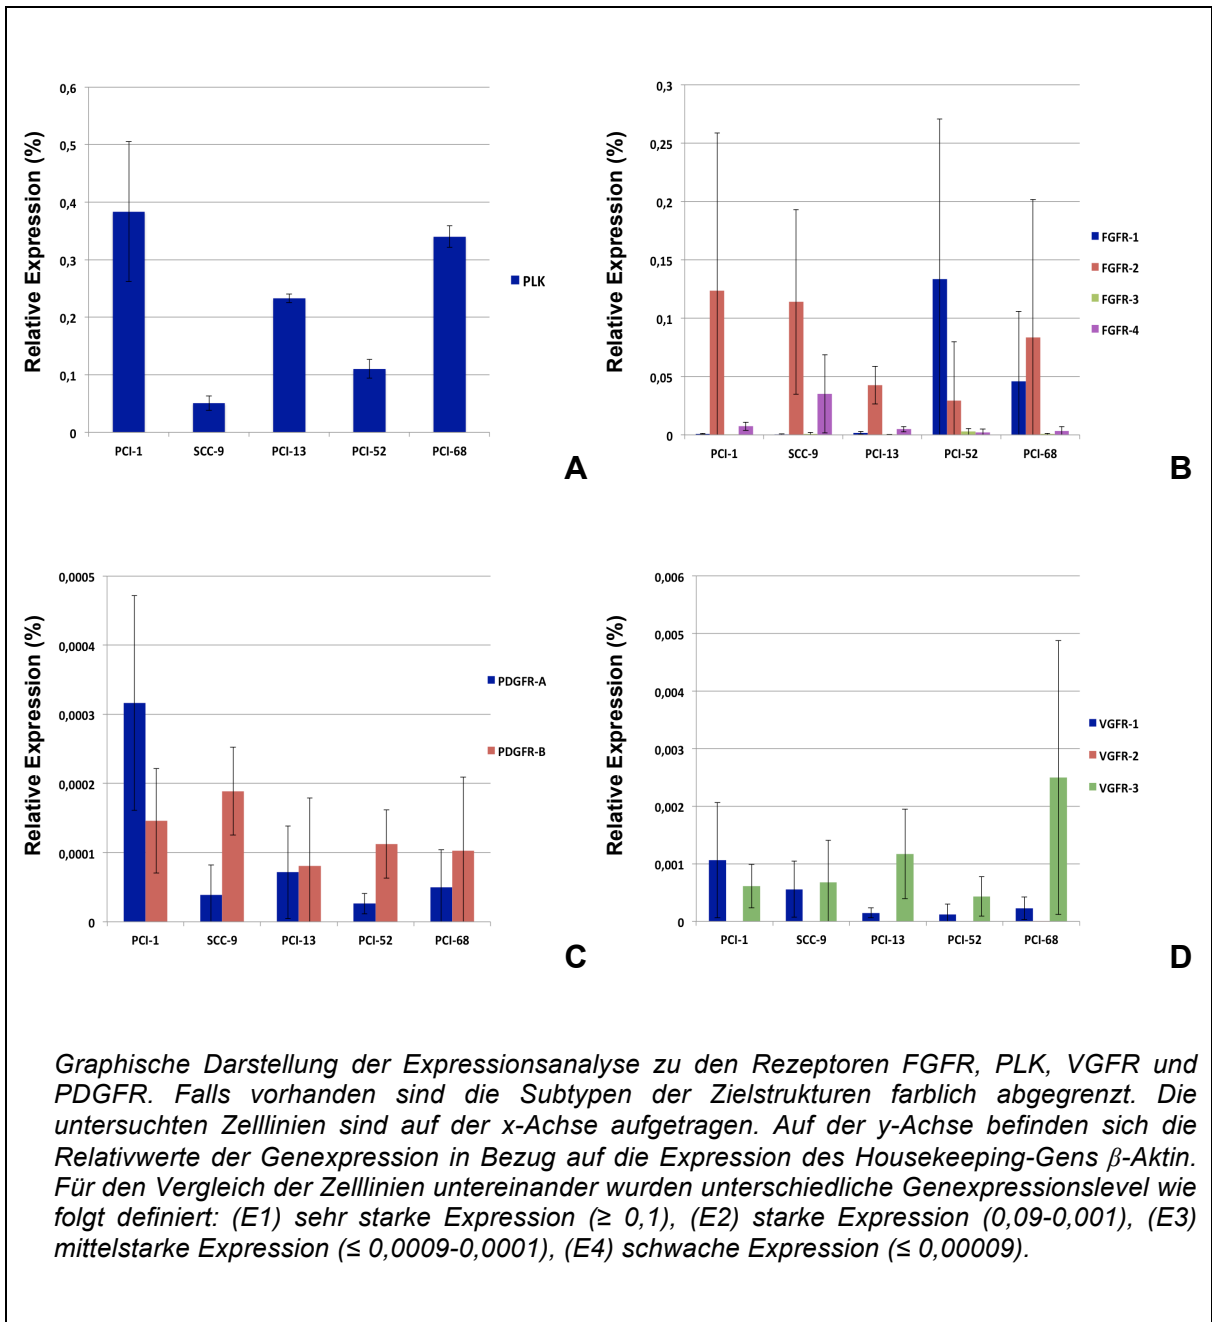 Relative Expression (%)
0,6
0,5
0,4
0,3
0,2
0,1
0
PCI-1 SCC-9 PCI-13 PCI-52 PCI-68
PLK
A
Relative Expression (%)
0,3
0,25
0,2
0,15
0,1
0,05
0
PCI-1 SCC-9 PCI-13 PCI-52 PCI-68
FGFR-1
FGFR-2
FGFR-3
FGFR-4
B
Relative Expression (%)
0,0005
0,0004
0,0003
0,0002
0,0001
0
PCI-1 SCC-9 PCI-13 PCI-52 PCI-68
PDGFR-A
PDGFR-B
C
Relative Expression (%)
0,006
0,005
0,004
0,003
0,002
0,001
0
PCI-1 SCC-9 PCI-13 PCI-52 PCI-68
VGFR-1
VGFR-2
VGFR-3
D
Graphische Darstellung der Expressionsanalyse zu den Rezeptoren FGFR, PLK, VGFR und
PDGFR. Falls vorhanden sind die Subtypen der Zielstrukturen farblich abgegrenzt. Die
untersuchten Zelllinien sind auf der x-Achse aufgetragen. Auf der y-Achse befinden sich die
Relativwerte der Genexpression in Bezug auf die Expression des Housekeeping-Gens β-Aktin.
Für den Vergleich der Zelllinien untereinander wurden unterschiedliche Genexpressionslevel wie
folgt definiert: (E1) sehr starke Expression (≥ 0,1), (E2) starke Expression (0,09-0,001), (E3)
mittelstarke Expression (≤ 0,0009-0,0001), (E4) schwache Expression (≤ 0,00009).